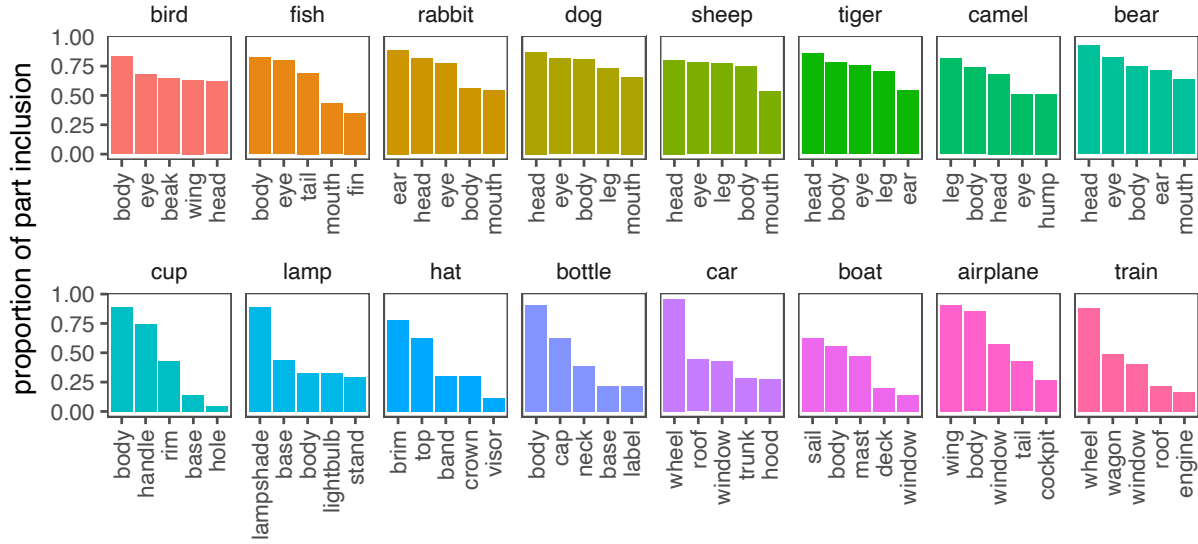 proportion of part inclusion
bird fish rabbit dog sheep tiger camel bear
1.00
0.75
0.50
0.25
0.00
body eye beak wing head
body eye tail mouth fin
ear head eye body mouth
head eye body leg mouth
head eye leg body mouth
head body eye leg ear
leg body head eye hump
head eye body ear mouth
cup lamp hat bottle car boat airplane train
1.00
0.75
0.50
0.25
0.00
body handle rim base hole
lampshade base body lightbulb stand
brim top band crown visor
body cap neck base label
wheel roof window trunk hood
sail body mast deck window
wing body window tail cockpit
wheel wagon window roof engine